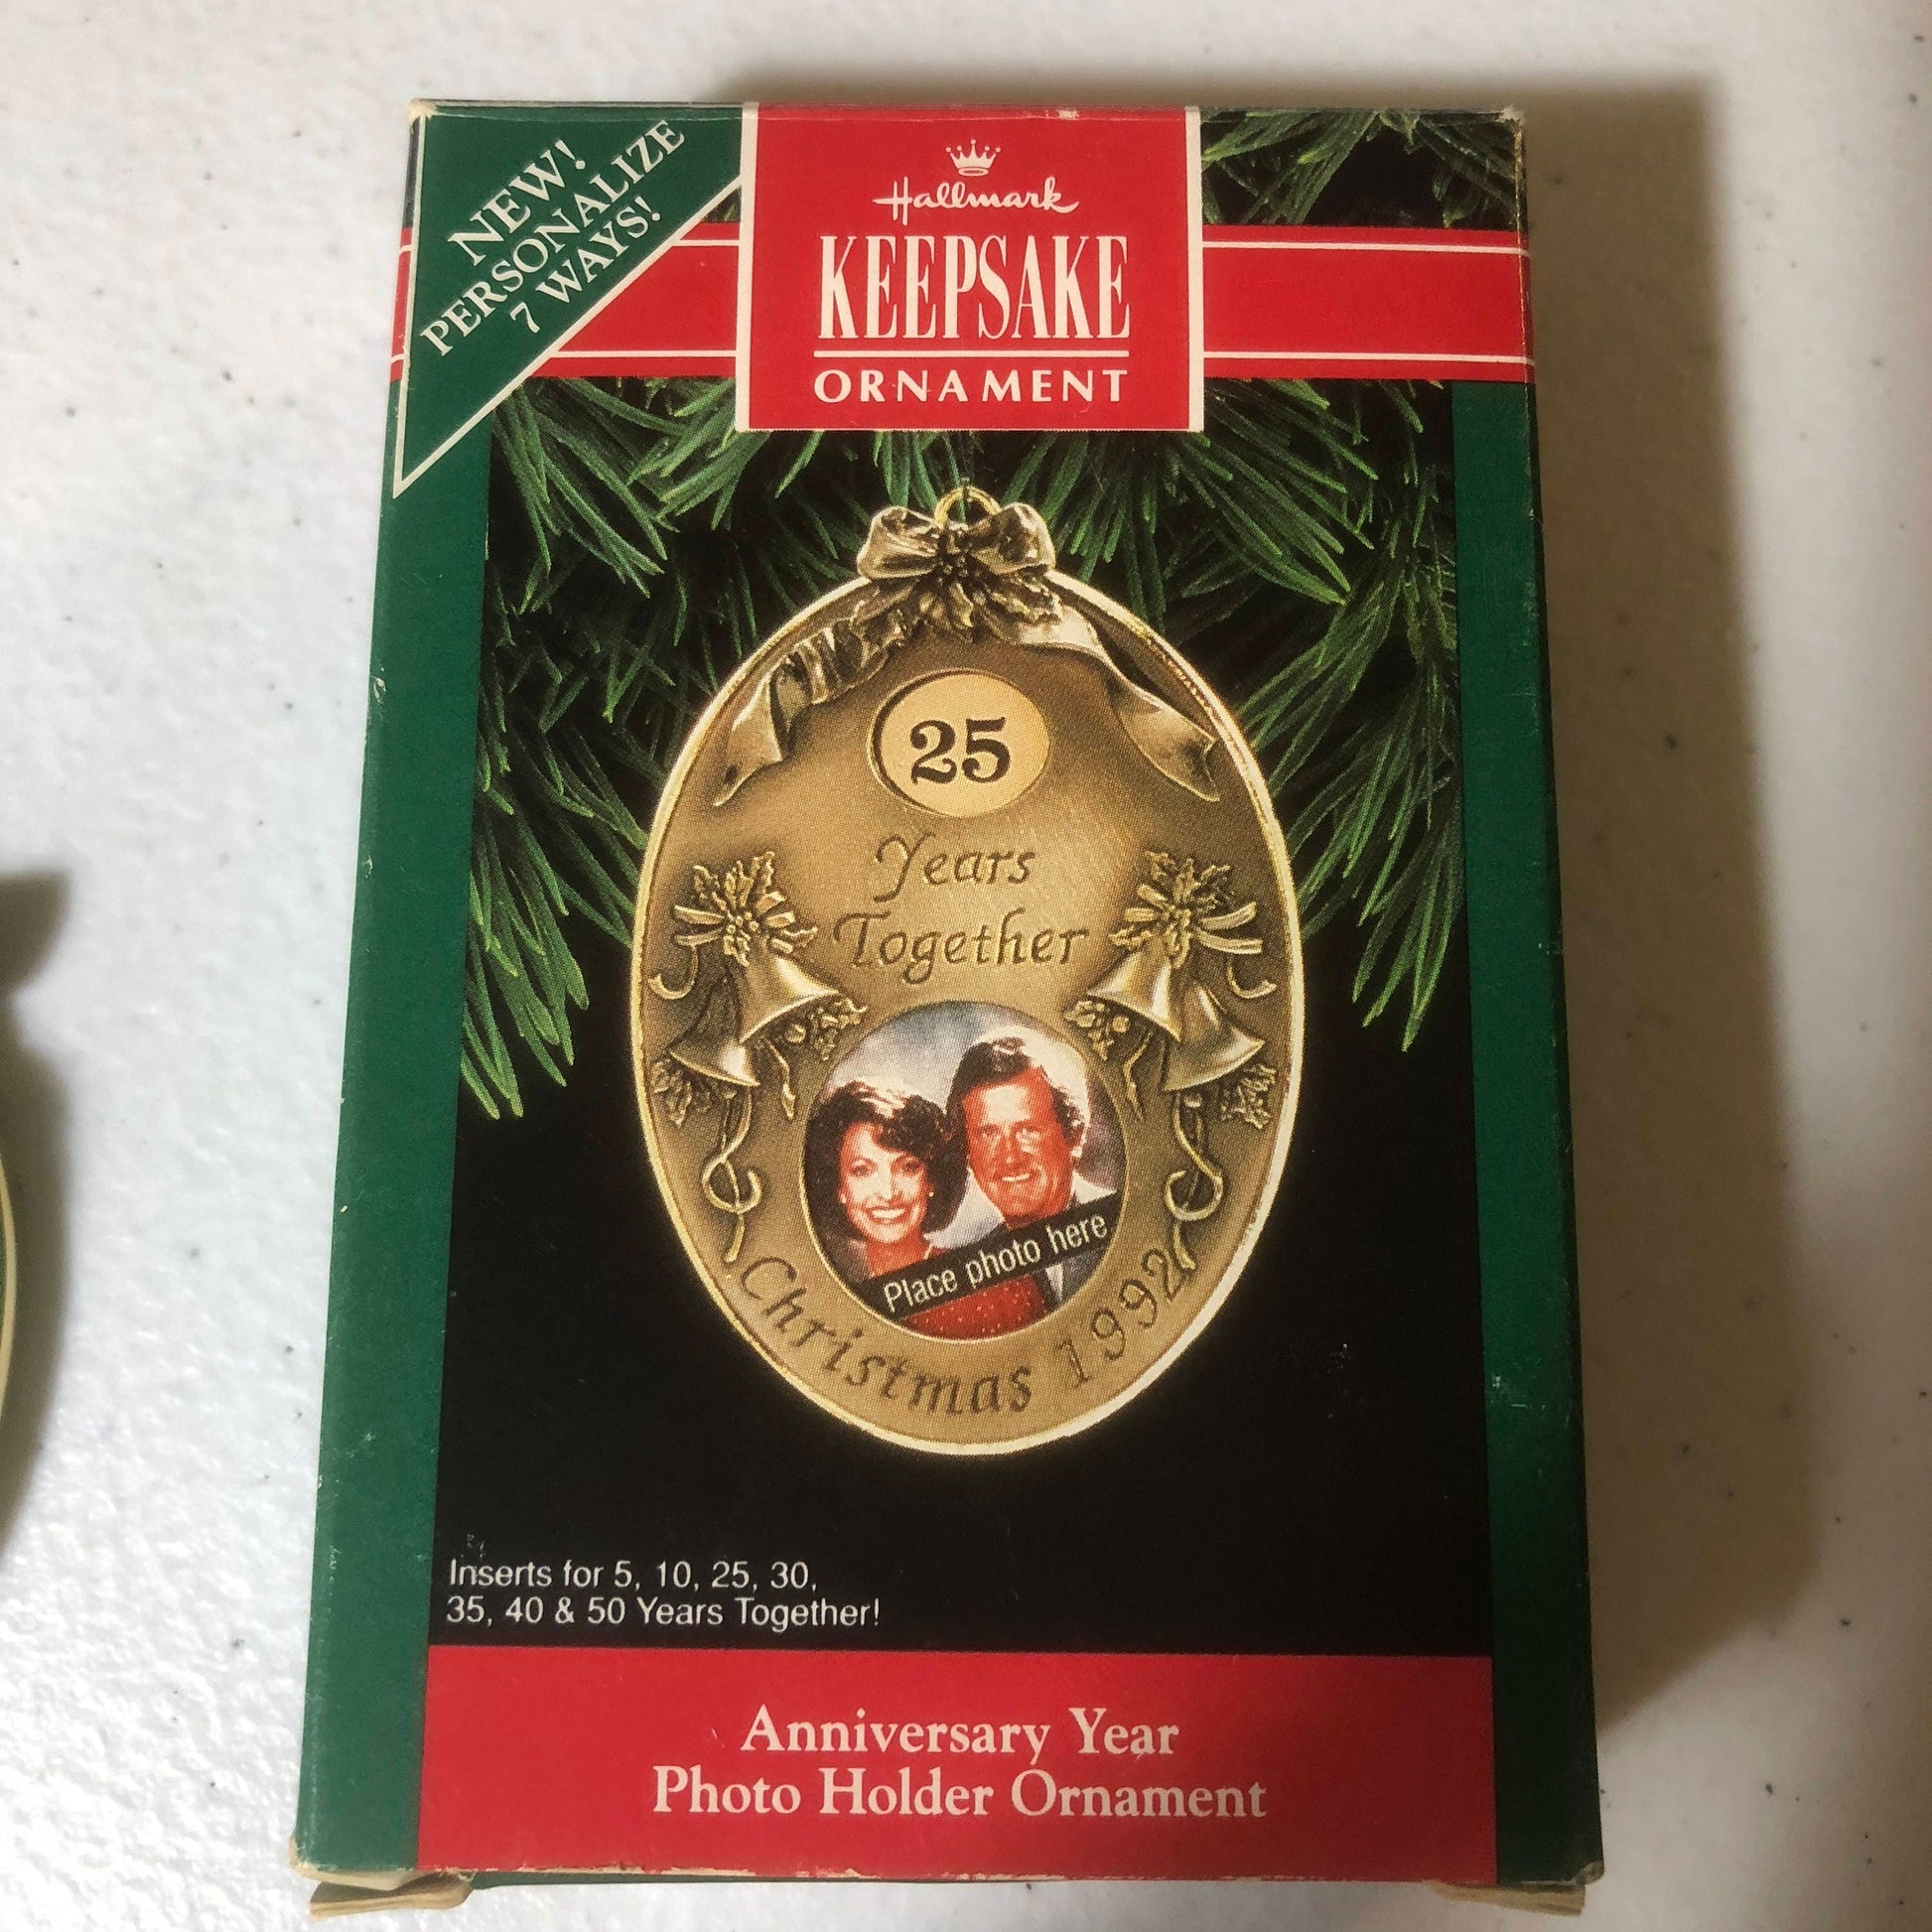 NEW!
PERSONALIZE
7 WAYS!
Hallmark
KEEPSAKE
ORNAMENT
25
Years
Together
Place photo here
Christmas 1992
Inserts for 5, 10, 25, 30,
35, 40 & 50 Years Together!
Anniversary Year
Photo Holder Ornament